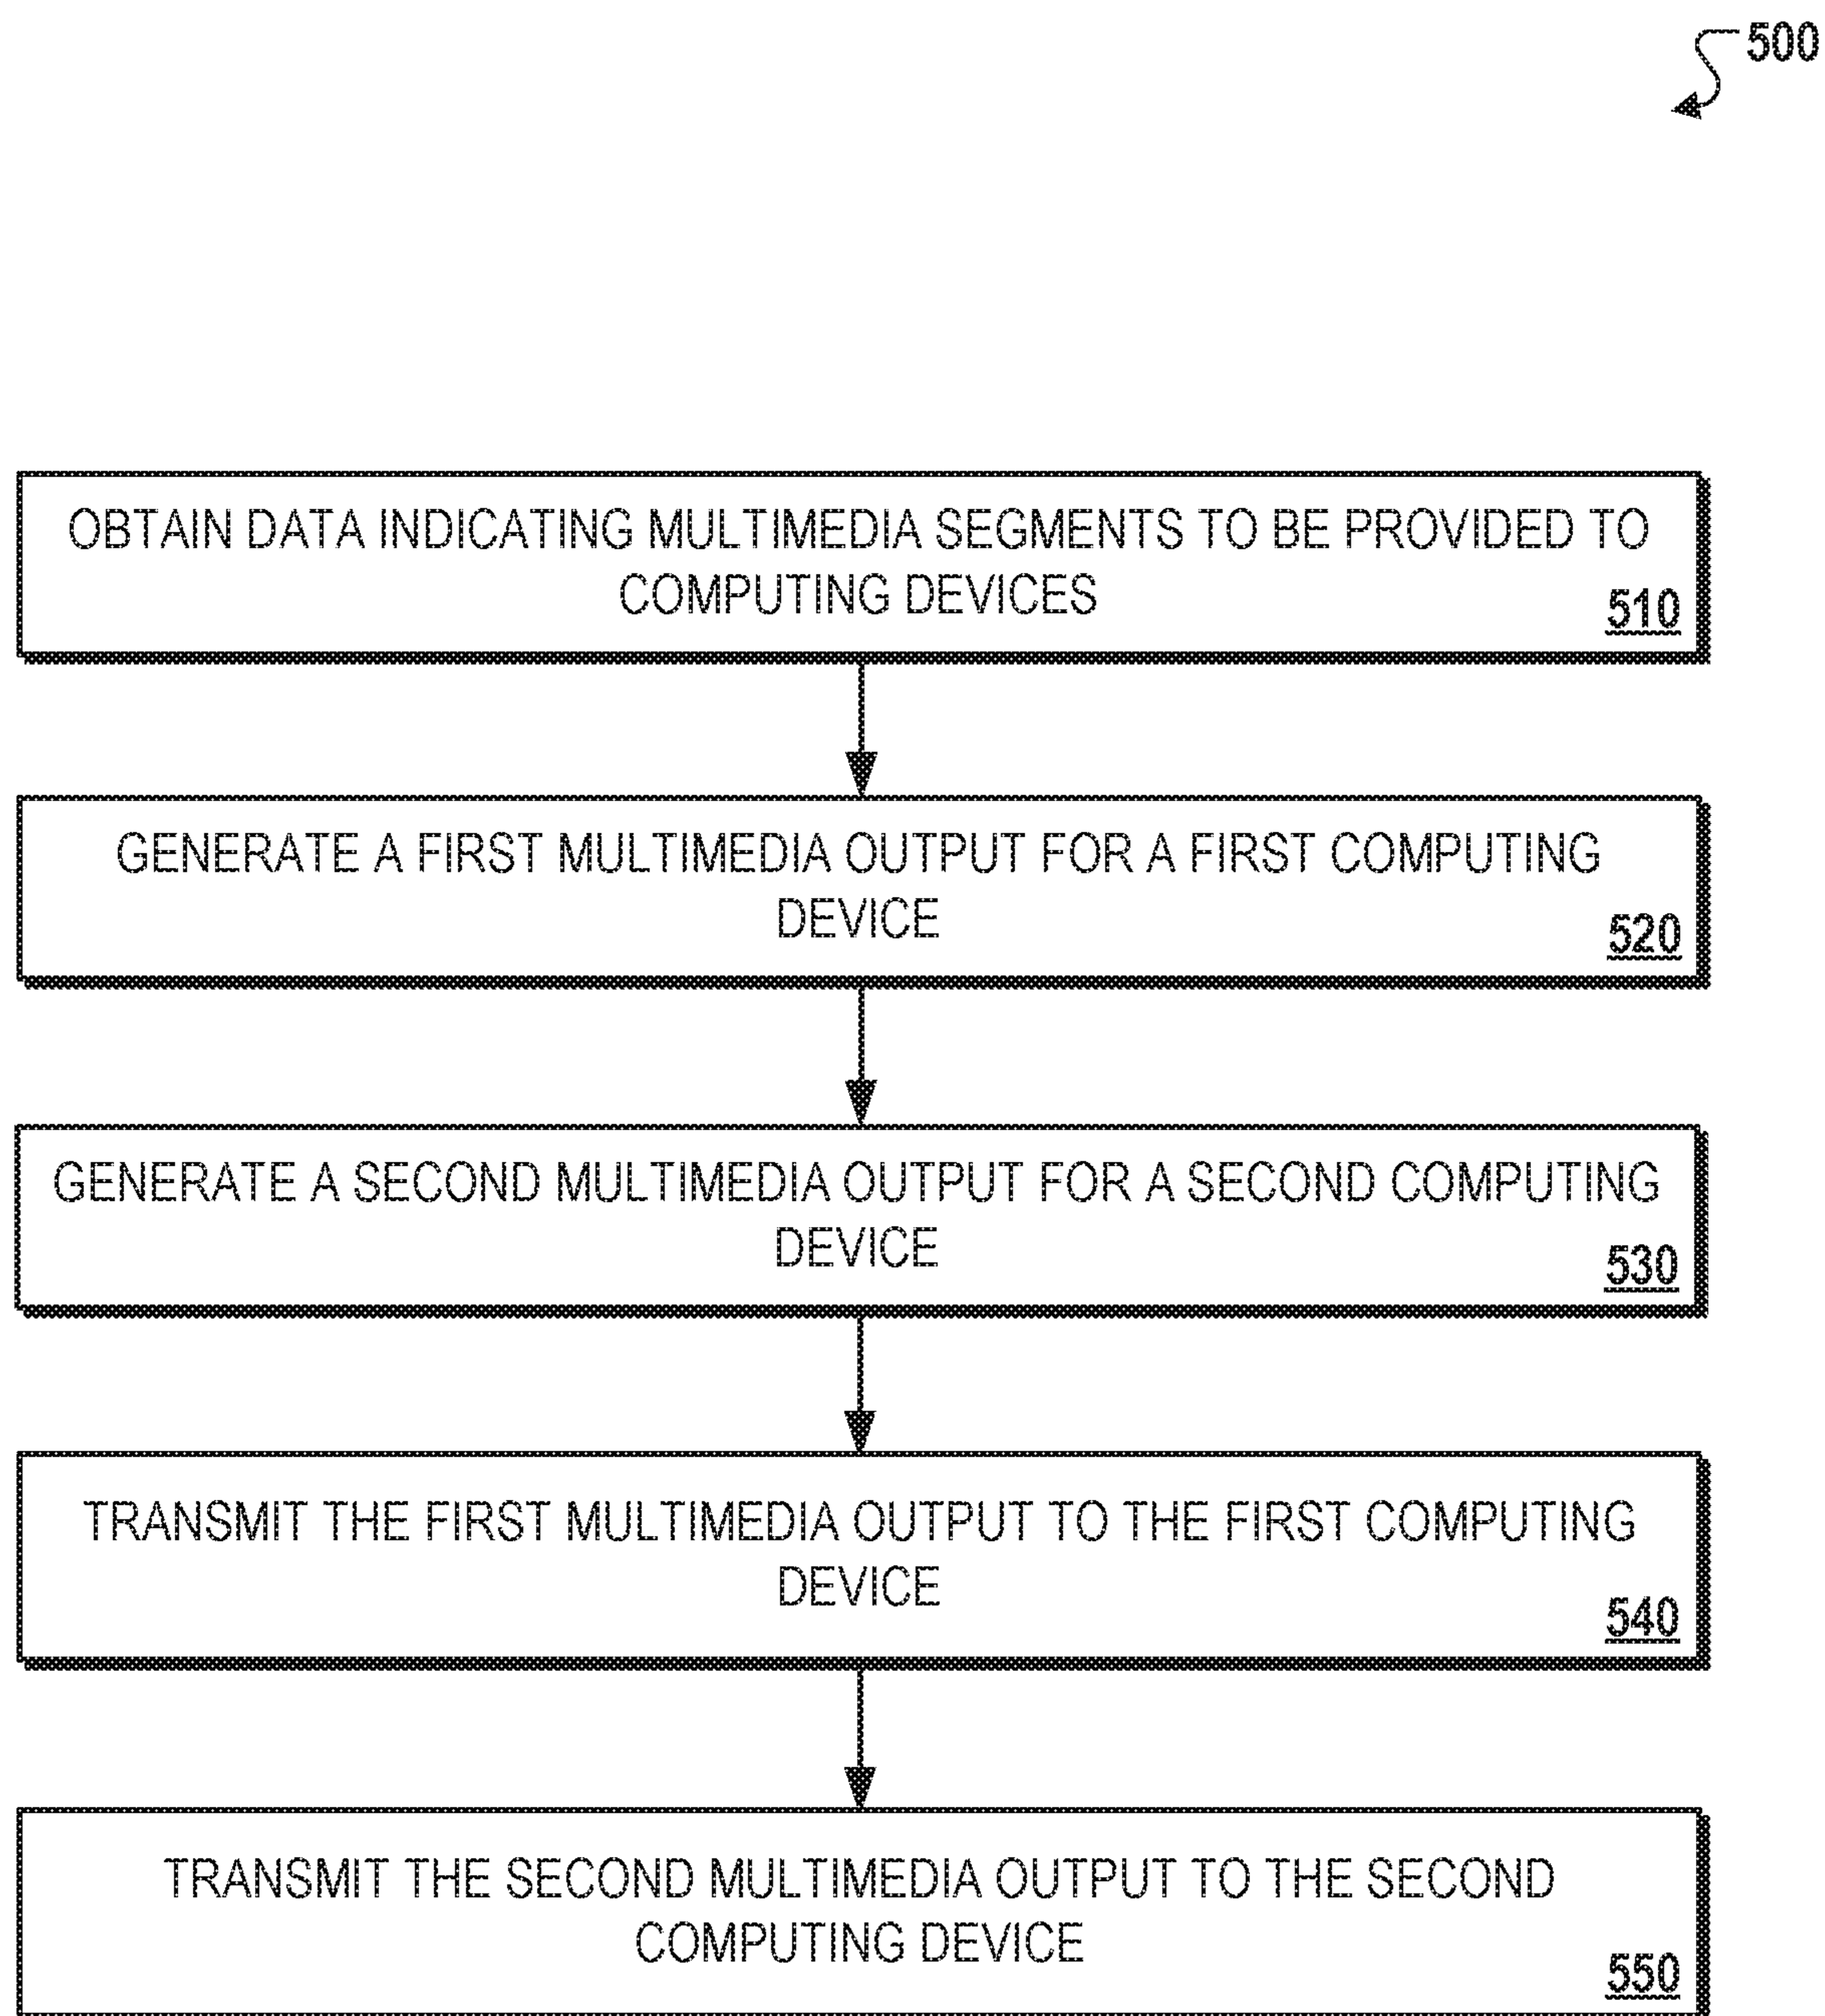 500
OBTAIN DATA INDICATING MULTIMEDIA SEGMENTS TO BE PROVIDED TO
COMPUTING DEVICES
510
GENERATE A FIRST MULTIMEDIA OUTPUT FOR A FIRST COMPUTING
DEVICE
520
GENERATE A SECOND MULTIMEDIA OUTPUT FOR A SECOND COMPUTING
DEVICE
530
TRANSMIT THE FIRST MULTIMEDIA OUTPUT TO THE FIRST COMPUTING
DEVICE
540
TRANSMIT THE SECOND MULTIMEDIA OUTPUT TO THE SECOND
COMPUTING DEVICE
550